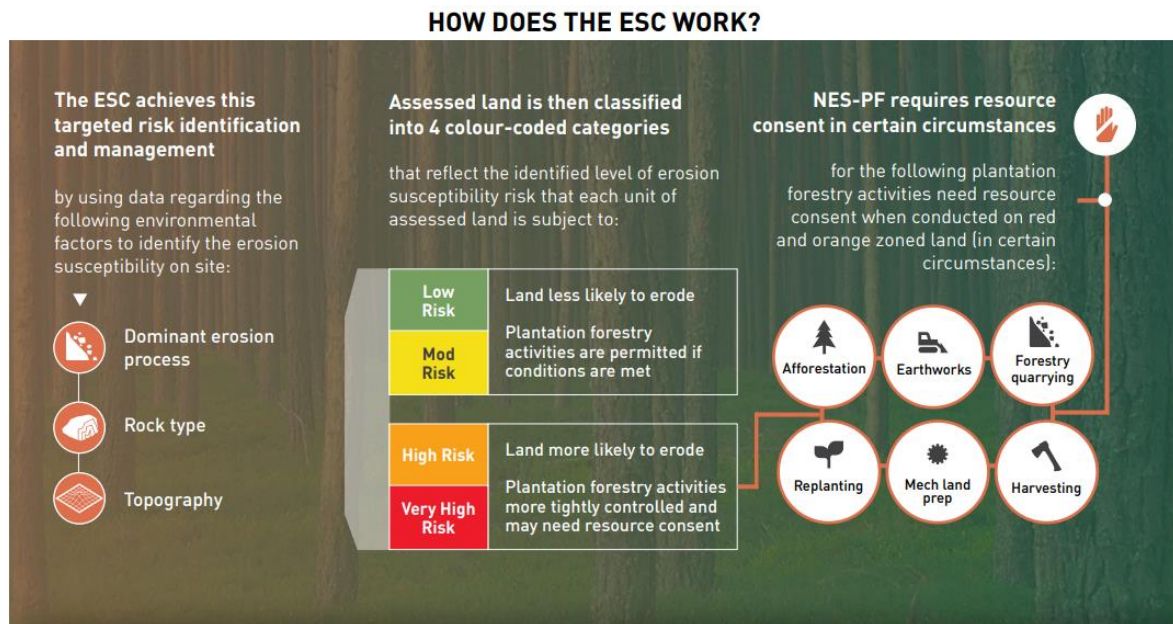 HOW DOES THE ESC WORK?
The ESC achieves this
targeted risk identification
and management
by using data regarding the
following environmental
factors to identify the erosion
susceptibility on site:
Dominant erosion
process
Rock type
Topography
Assessed land is then classified
into 4 colour-coded categories
that reflect the identified level of erosion
susceptibility risk that each unit of
assessed land is subject to:
Low
Risk
Mod
Risk
Land less likely to erode
Plantation forestry
activities are permitted if
conditions are met
High Risk
Very High
Risk
Land more likely to erode
Plantation forestry activities
more tightly controlled and
may need resource consent
NES-PF requires resource
consent in certain circumstances
for the following plantation
forestry activities need resource
consent when conducted on red
and orange zoned land (in certain
circumstances):
Afforestation
Earthworks
Forestry
quarrying
Replanting
Mech land
prep
Harvesting